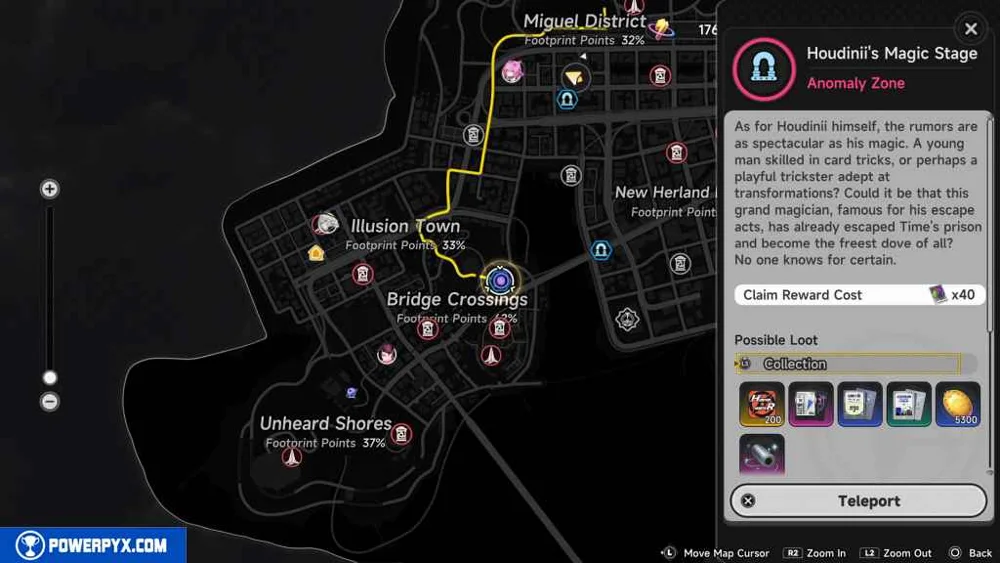 Miguel District
Footprint Points 32%
176
Illusion Town
Footprint Points 33%
New Herland
Footprint Point
Bridge Crossings
Footprint Points
Unheard Shores
Footprint Points 37%
POWERPYX.COM
Houdinii's Magic Stage
Anomaly Zone
As for Houdinii himself, the rumors are
as spectacular as his magic. A young
man skilled in card tricks, or perhaps a
playful trickster adept at
transformations? Could it be that this
grand magician, famous for his escape
acts, has already escaped Time's prison
and become the freest dove of all?
No one knows for certain.
Claim Reward Cost x40
Possible Loot
L3 Collection
200
5300
Teleport
L Move Map Cursor R2 Zoom In L2 Zoom Out Back